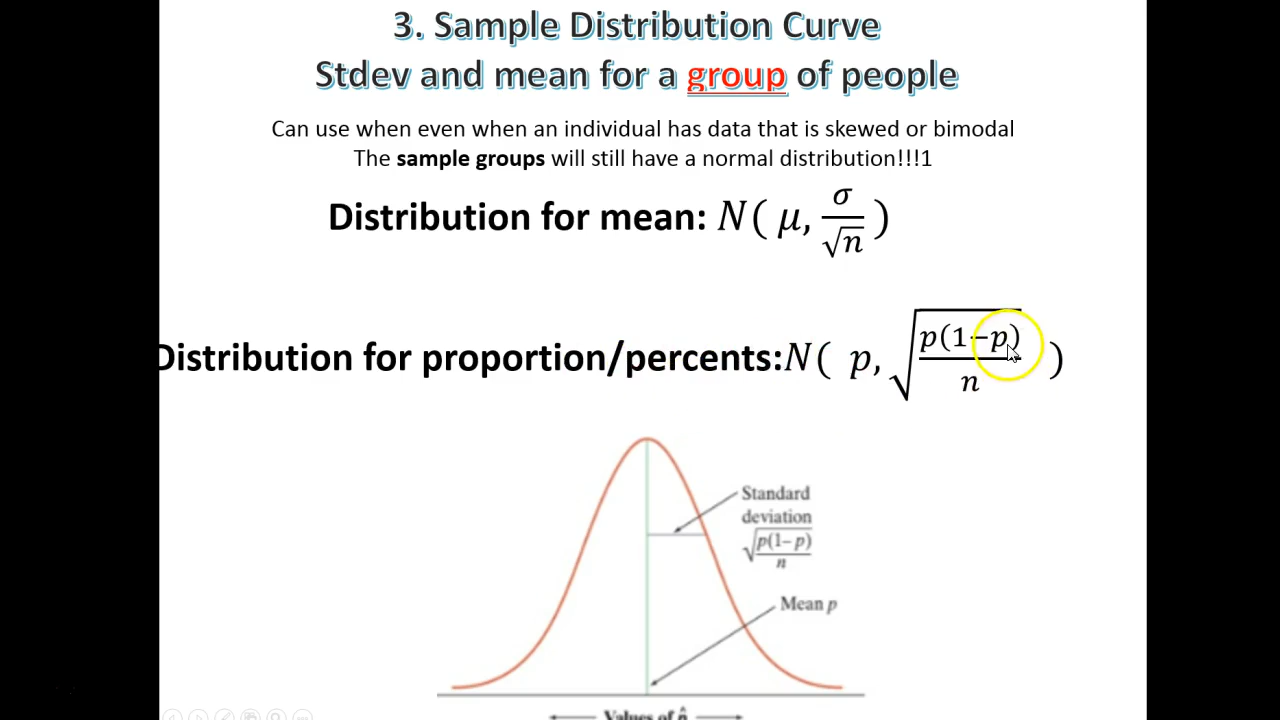 3. Sample Distribution Curve
Stdev and mean for a group of people
Can use when even when an individual has data that is skewed or bimodal
The sample groups will still have a normal distribution!!!1
Distribution for mean: N( μ, σ/√n )
Distribution for proportion/percents:N( p, √(p(1−p)/n) )
Standard
deviation
√(p(1−p)/n)
Mean p
Values of p̂